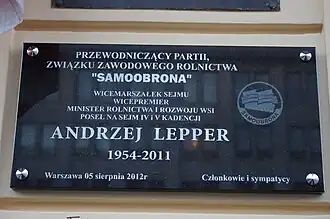 PRZEWODNICZĄCY PARTII,
ZWIĄZKU ZAWODOWEGO ROLNICTWA
"SAMOOBRONA"
WICEMARSZAŁEK SEJMU
WICEPREMIER
MINISTER ROLNICTWA I ROZWOJU WSI
POSEŁ NA SEJM IV i V KADENCJI
SAMOOBRONA
ANDRZEJ LEPPER
1954-2011
Warszawa 05 sierpnia 2012r Członkowie i sympatycy